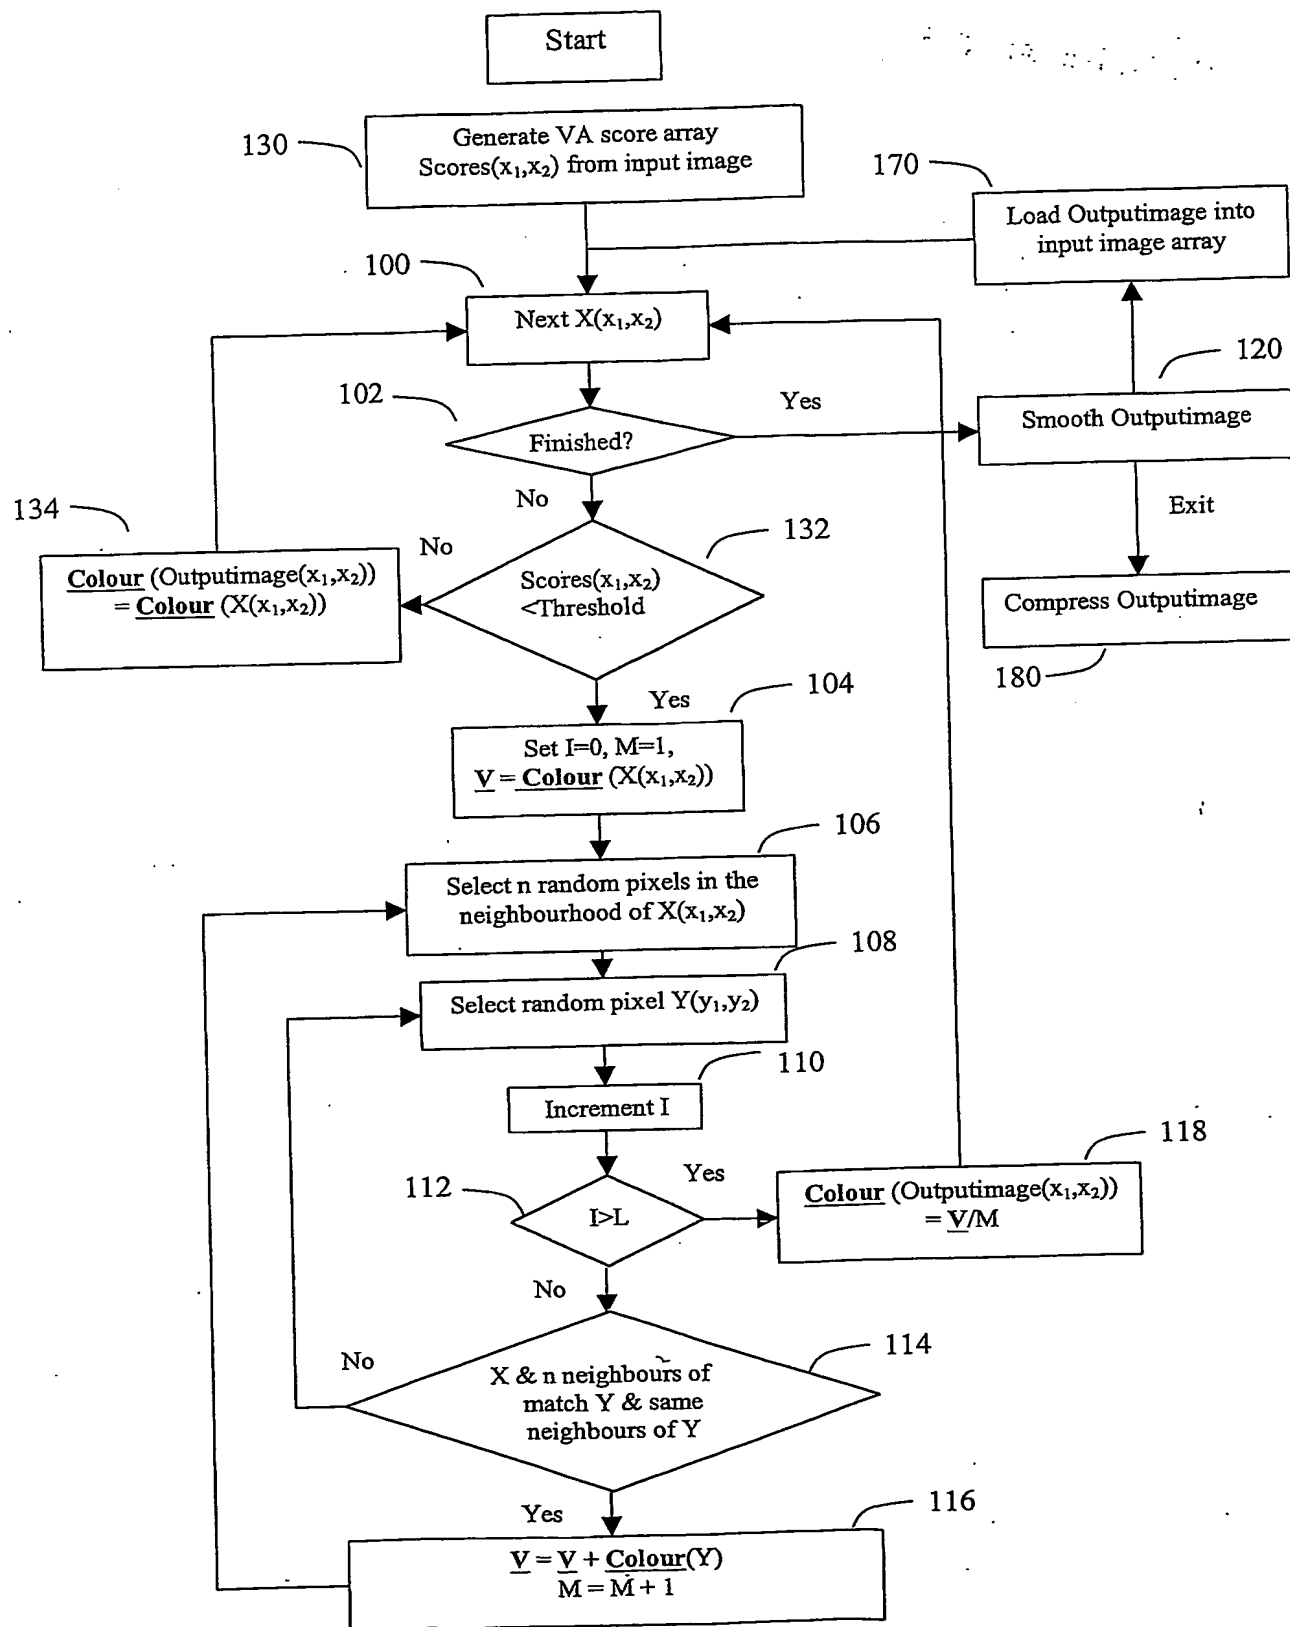 Start
130
Generate VA score array
Scores(x₁,x₂) from input image
170
Load Outputimage into
input image array
100
Next X(x₁,x₂)
120
Smooth Outputimage
102
Finished?
Yes
No
Exit
134
Colour (Outputimage(x₁,x₂))
= Colour (X(x₁,x₂))
No
132
Scores(x₁,x₂)
<Threshold
Compress Outputimage
180
Yes
104
Set I=0, M=1,
V = Colour (X(x₁,x₂))
106
Select n random pixels in the
neighbourhood of X(x₁,x₂)
108
Select random pixel Y(y₁,y₂)
110
Increment I
112
I>L
Yes
118
Colour (Outputimage(x₁,x₂))
= V/M
No
114
No
X & n neighbours of
match Y & same
neighbours of Y
Yes
116
V = V + Colour(Y)
M = M + 1